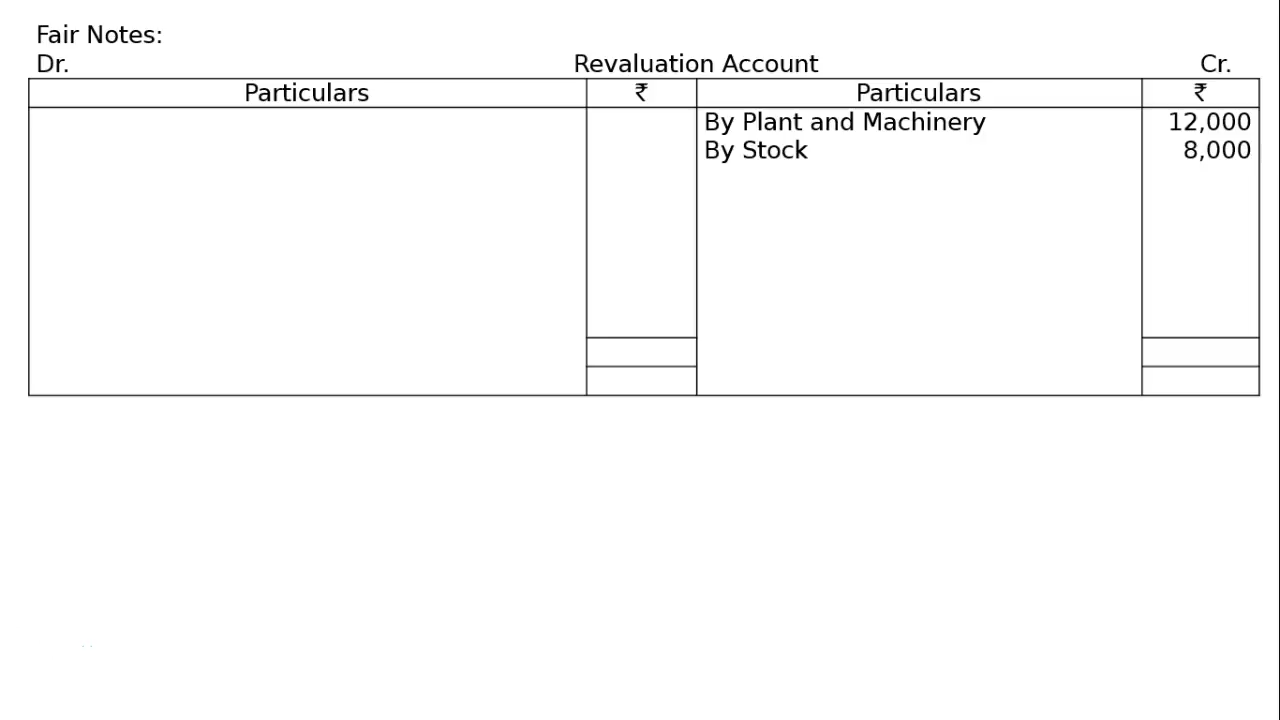 Fair Notes:
Dr. Revaluation Account Cr.
Particulars ₹ Particulars ₹
By Plant and Machinery 12,000
By Stock 8,000